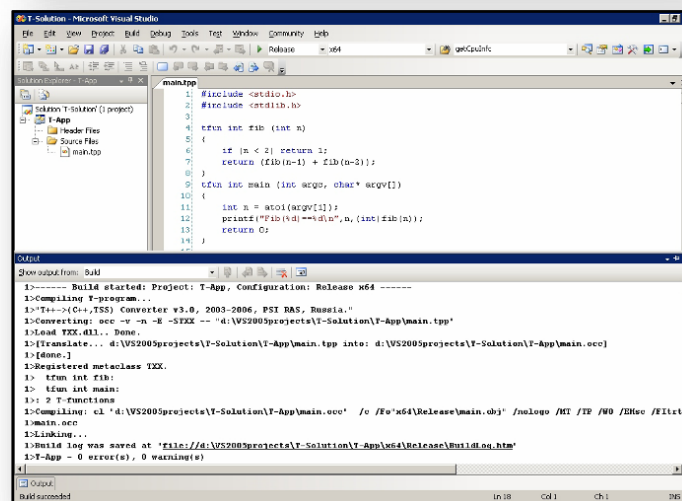 T-Solution - Microsoft Visual Studio
File Edit View Project Build Debug Tools Test Window Community Help
Release x64 getCpuInfo
Solution Explorer - T-App
main.tpp
Solution 'T-Solution' (1 project)
T-App
Header Files
Source Files
main.tpp
1 #include <stdio.h>
2 #include <stdlib.h>
3
4 tfun int fib (int n)
5 {
6 if (n < 2) return 1;
7 return (fib(n-1) + fib(n-2));
8 }
9 tfun int main (int argc, char* argv[])
10 {
11 int n = atoi(argv[1]);
12 printf("Fib(%d)==%d\n",n,(int)fib(n));
13 return 0;
14 }
Output
Show output from: Build
1>------ Build started: Project: T-App, Configuration: Release x64 ------
1>Compiling T-program...
1>"T++->(C++,TSS) Converter v3.0, 2003-2006, PSI RAS, Russia."
1>Converting: occ -v -n -E -STXX -- "d:\VS2005projects\T-Solution\T-App\main.tpp"
1>Load TXX.dll.. Done.
1>[Translate... d:\VS2005projects\T-Solution\T-App\main.tpp into: d:\VS2005projects\T-Solution\T-App\main.occ]
1>[done.]
1>Registered metaclass TXX.
1> tfun int fib:
1> tfun int main:
1>: 2 T-functions
1>Compiling: cl "d:\VS2005projects\T-Solution\T-App\main.occ" /c /Fo"x64\Release\main.obj" /nologo /MT /TP /W0 /EHsc /FItrt
1>main.occ
1>Linking...
1>Build log was saved at "file://d:\VS2005projects\T-Solution\T-App\x64\Release\BuildLog.htm"
1>T-App - 0 error(s), 0 warning(s)
Output
Build succeeded Ln 18 Col 1 Ch 1 INS